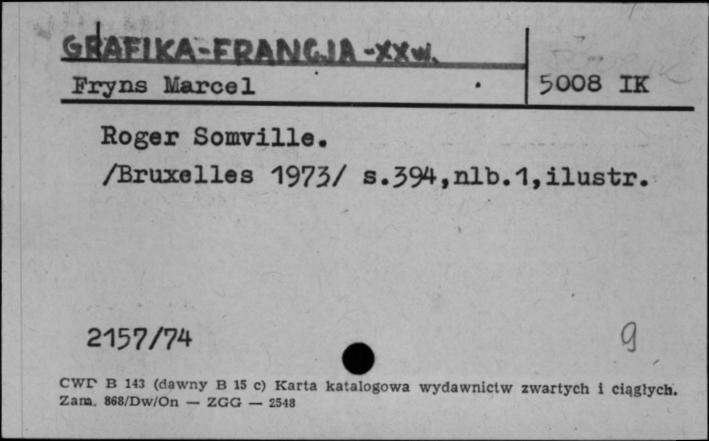 GRAFIKA-FRANCJA-XXw.
Fryns Marcel
5008 IK
Roger Somville.
/Bruxelles 1973/ s.394,nlb.1,ilustr.
2157/74
9
CWD B 143 (dawny B 15 c) Karta katalogowa wydawnictw zwartych i ciągłych.
Zam. 868/Dw/On — ZGG — 2548